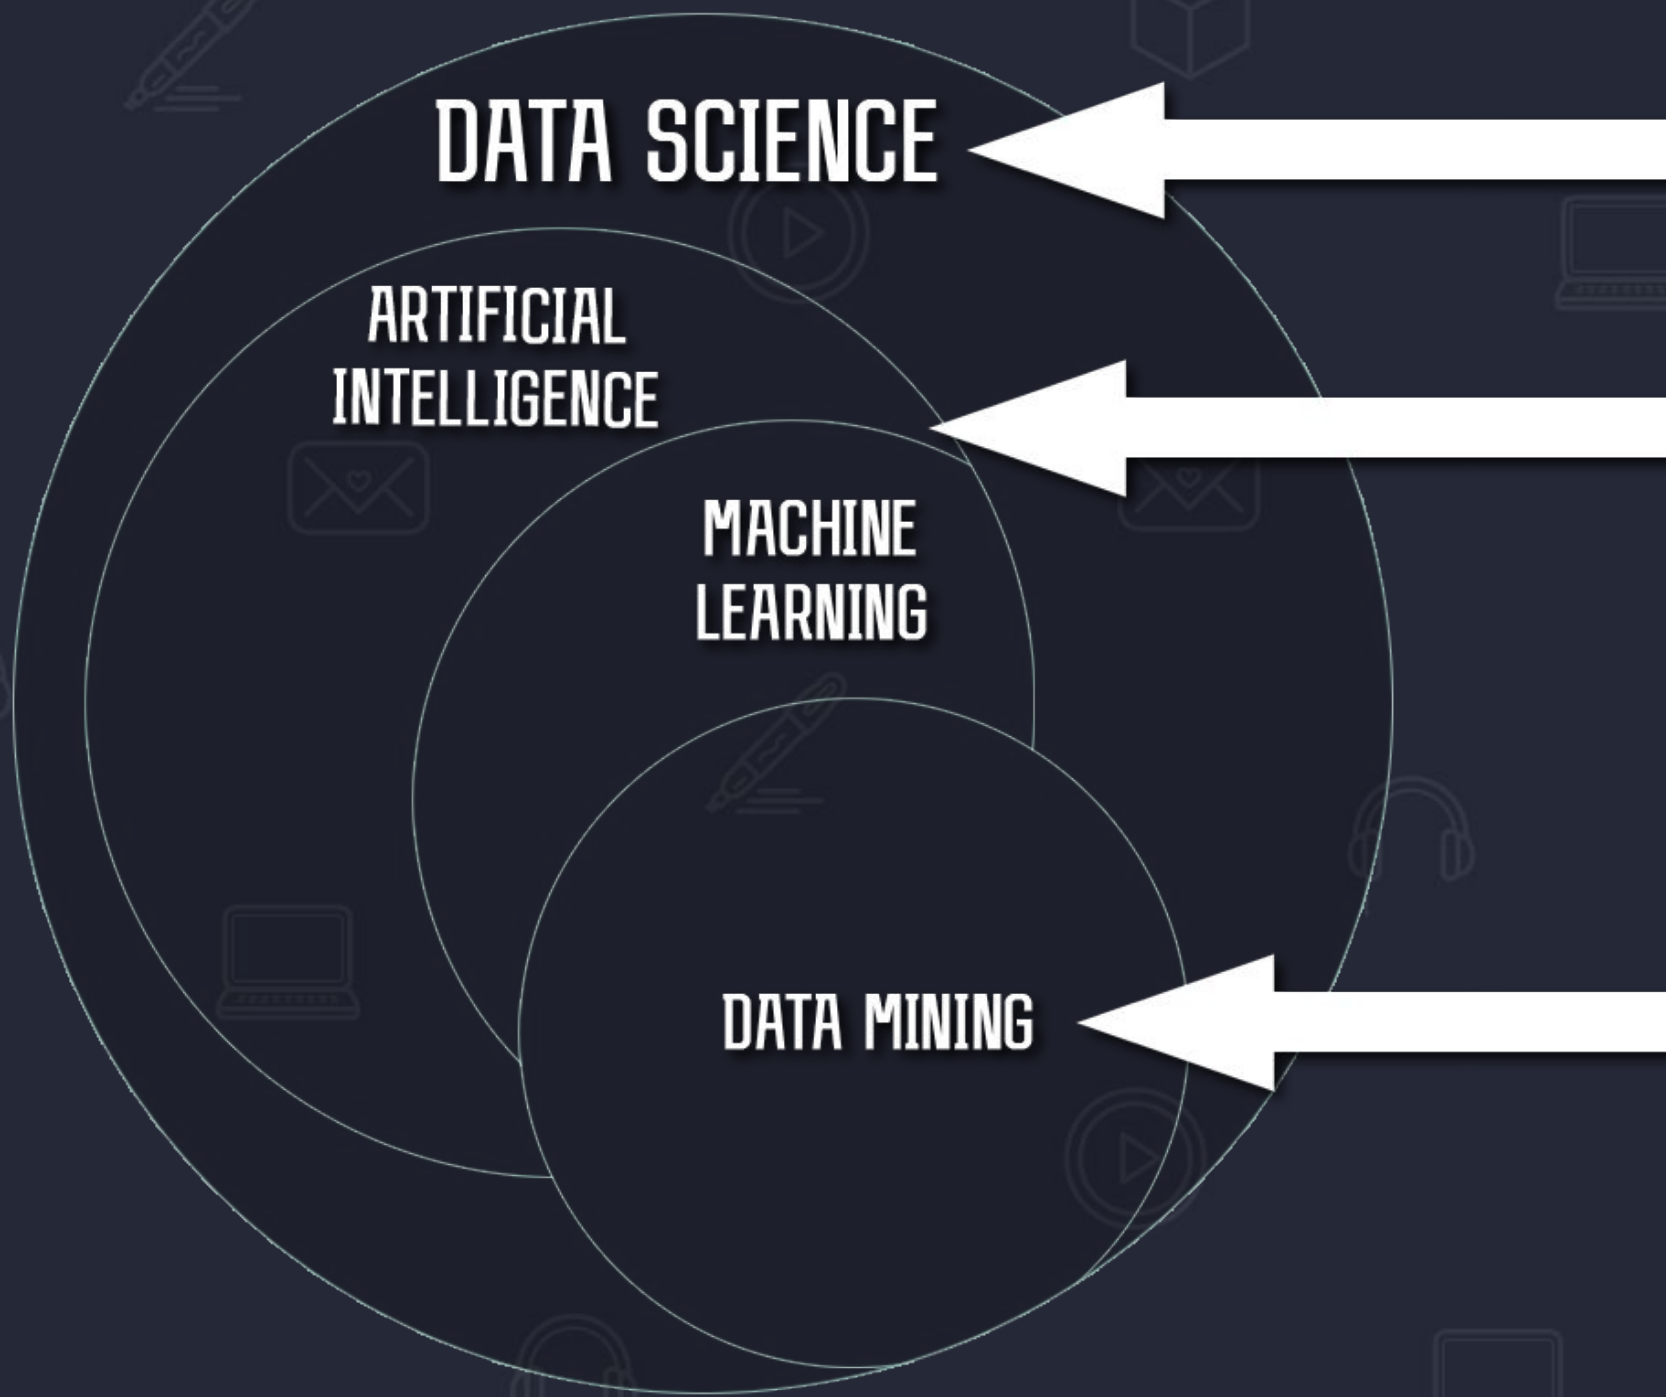 DATA SCIENCE
ARTIFICIAL
INTELLIGENCE
MACHINE
LEARNING
DATA MINING